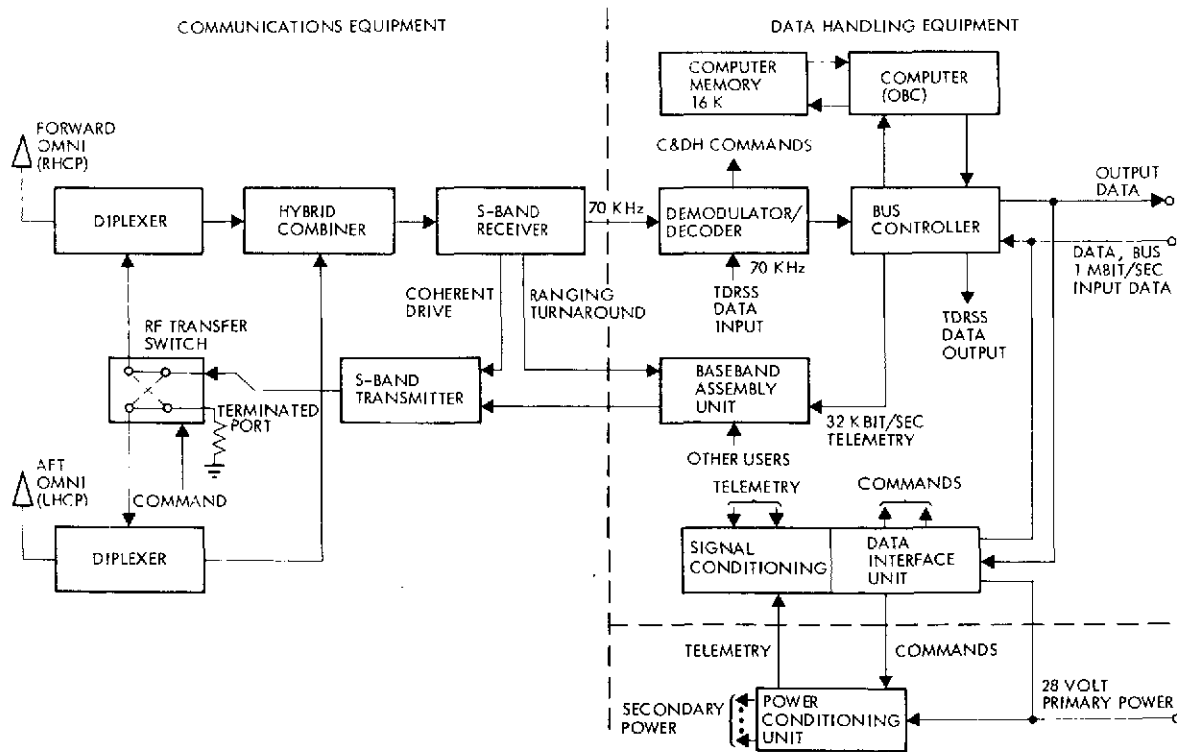 COMMUNICATIONS EQUIPMENT
DATA HANDLING EQUIPMENT
COMPUTER
MEMORY
16 K
COMPUTER
(OBC)
FORWARD
OMNI
(RHCP)
C&DH COMMANDS
OUTPUT
DATA
DIPLEXER
HYBRID
COMBINER
S-BAND
RECEIVER
70 KHz
DEMODULATOR/
DECODER
BUS
CONTROLLER
70 KHz
DATA, BUS
1 MBIT/SEC
INPUT DATA
COHERENT
DRIVE
RANGING
TURNAROUND
TDRSS
DATA
INPUT
TDRSS
DATA
OUTPUT
RF TRANSFER
SWITCH
S-BAND
TRANSMITTER
BASEBAND
ASSEMBLY
UNIT
TERMINATED
PORT
32 K BIT/SEC
TELEMETRY
OTHER USERS
AFT
OMNI
(LHCP)
COMMAND
TELEMETRY
COMMANDS
DIPLEXER
SIGNAL
CONDITIONING
DATA
INTERFACE
UNIT
TELEMETRY
COMMANDS
SECONDARY
POWER
POWER
CONDITIONING
UNIT
28 VOLT
PRIMARY POWER